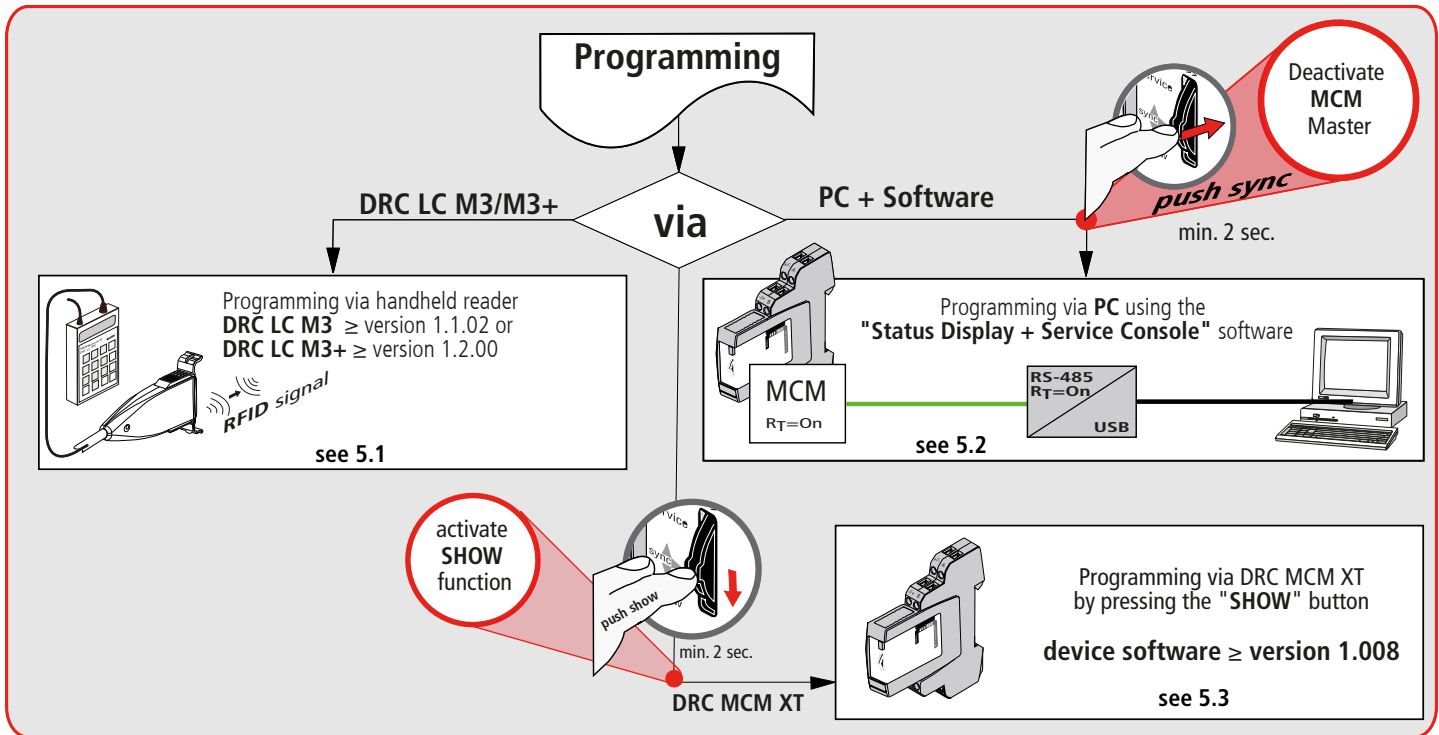 Programming
Deactivate
MCM
Master
service
sync
push sync
min. 2 sec.
DRC LC M3/M3+
via
PC + Software
Programming via handheld reader
DRC LC M3 ≥ version 1.1.02 or
DRC LC M3+ ≥ version 1.2.00
RFID signal
see 5.1
Programming via PC using the
"Status Display + Service Console" software
MCM
RT=On
RS-485
RT=On
USB
see 5.2
activate
SHOW
function
sync
push show
min. 2 sec.
DRC MCM XT
Programming via DRC MCM XT
by pressing the "SHOW" button
device software ≥ version 1.008
see 5.3